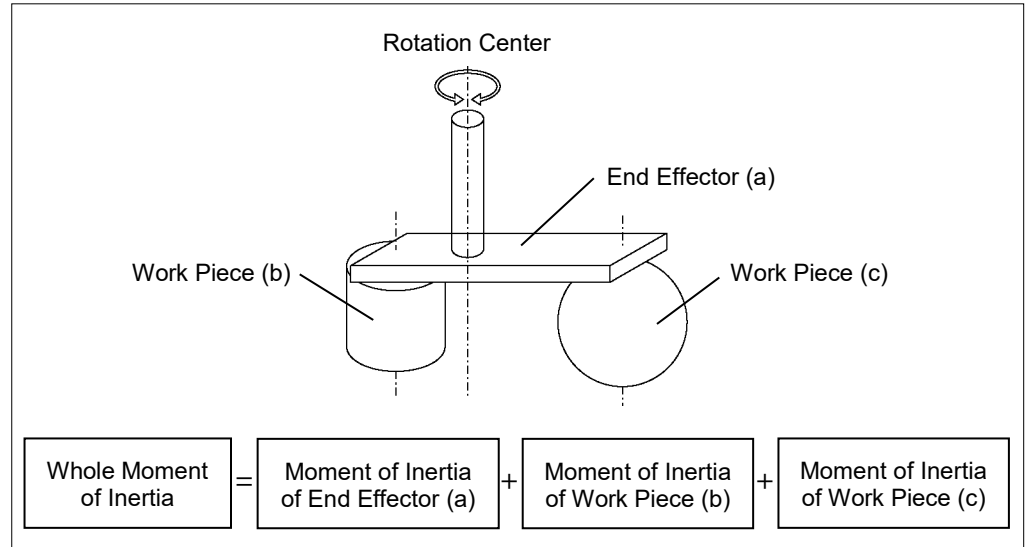 Rotation Center
End Effector (a)
Work Piece (b)
Work Piece (c)
Whole Moment
of Inertia
=
Moment of Inertia
of End Effector (a)
+
Moment of Inertia
of Work Piece (b)
+
Moment of Inertia
of Work Piece (c)